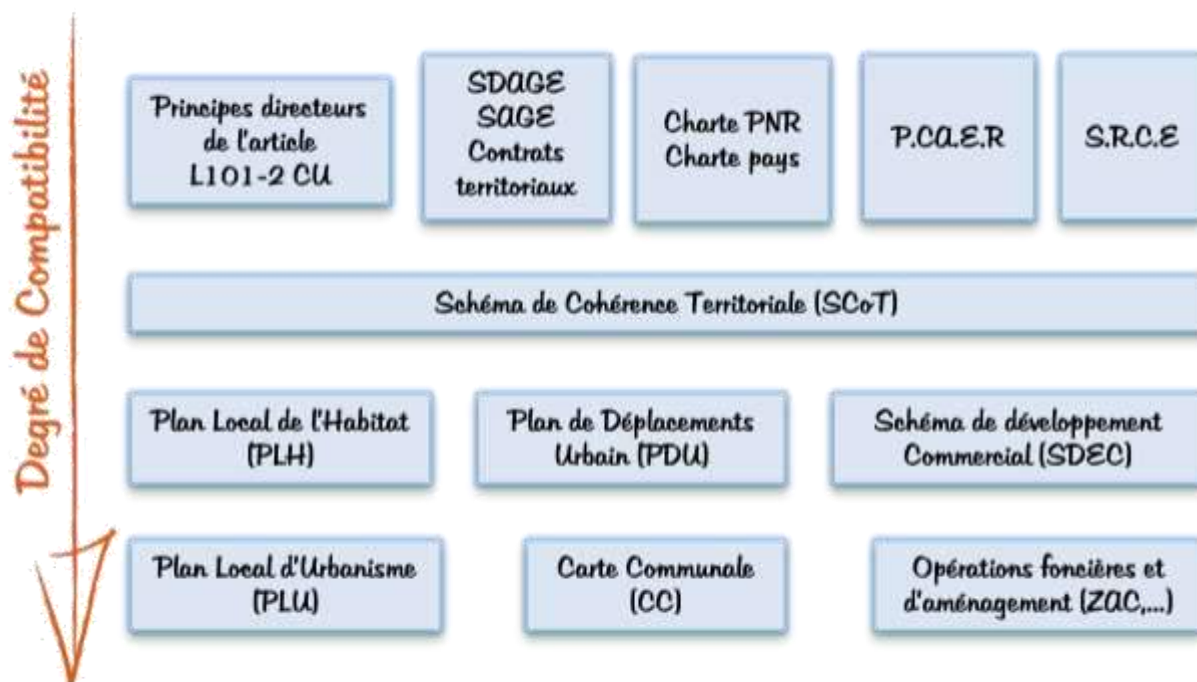 Degré de Compatibilité
Principes directeurs
de l'article
L101-2 CU
SDAGE
SAGE
Contrats
territoriaux
Charte PNR
Charte pays
P.CA.E.R
S.R.C.E
Schéma de Cohérence Territoriale (SCoT)
Plan Local de l'Habitat
(PLH)
Plan de Déplacements
Urbain (PDU)
Schéma de développement
Commercial (SDEC)
Plan Local d'Urbanisme
(PLU)
Carte Communale
(CC)
Opérations foncières et
d'aménagement (ZAC,...)